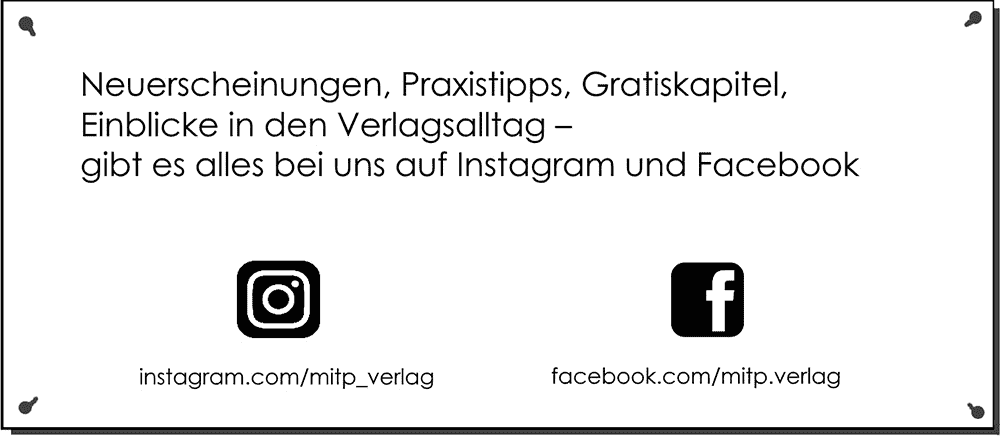 Neuerscheinungen, Praxistipps, Gratiskapitel,
Einblicke in den Verlagsalltag –
gibt es alles bei uns auf Instagram und Facebook
instagram.com/mitp_verlag
facebook.com/mitp.verlag